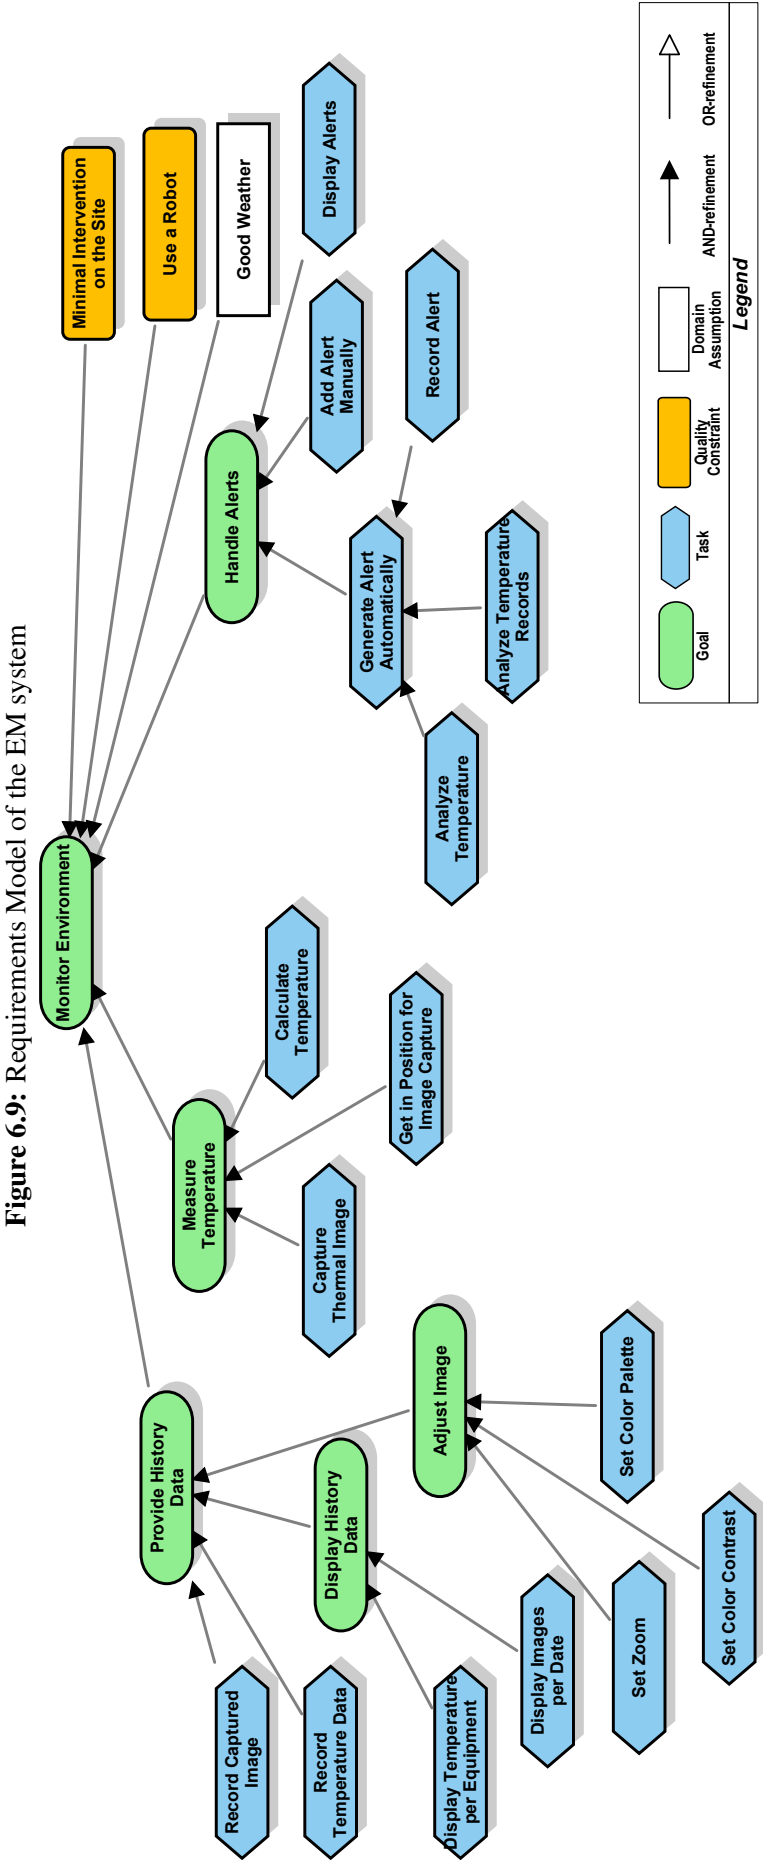 Figure 6.9: Requirements Model of the EM system
Monitor Environment
Minimal Intervention
on the Site
Use a Robot
Good Weather
Provide History
Data
Measure
Temperature
Handle Alerts
Record Captured
Image
Record
Temperature Data
Display History
Data
Adjust Image
Capture
Thermal Image
Get in Position for
Image Capture
Calculate
Temperature
Generate Alert
Automatically
Add Alert
Manually
Display Alerts
Display Temperature
per Equipment
Display Images
per Date
Set Zoom
Set Color Contrast
Set Color Palette
Analyze
Temperature
Analyze Temperature
Records
Record Alert
Goal
Task
Quality
Constraint
Domain
Assumption
AND-refinement
OR-refinement
Legend